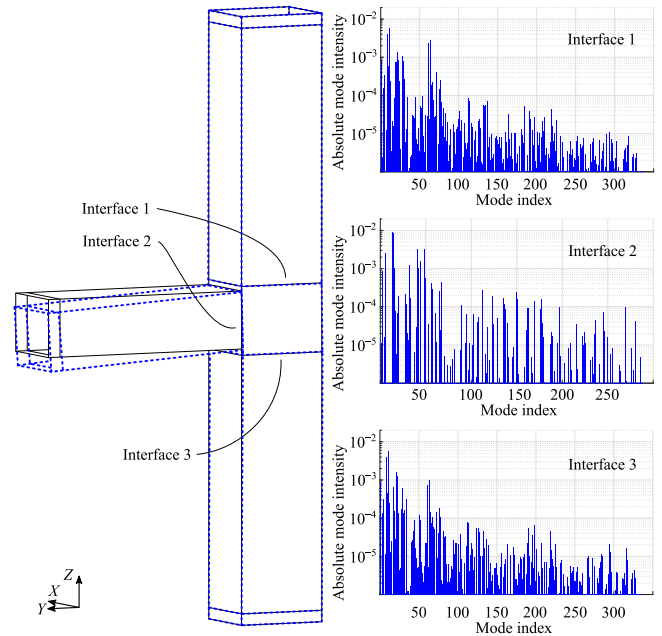 Interface 1
Interface 2
Interface 3
Z
X
Y
Absolute mode intensity
10⁻²
10⁻³
10⁻⁴
10⁻⁵
Interface 1
50 100 150 200 250 300
Mode index
Absolute mode intensity
10⁻²
10⁻³
10⁻⁴
10⁻⁵
Interface 2
50 100 150 200 250
Mode index
Absolute mode intensity
10⁻²
10⁻³
10⁻⁴
10⁻⁵
Interface 3
50 100 150 200 250 300
Mode index